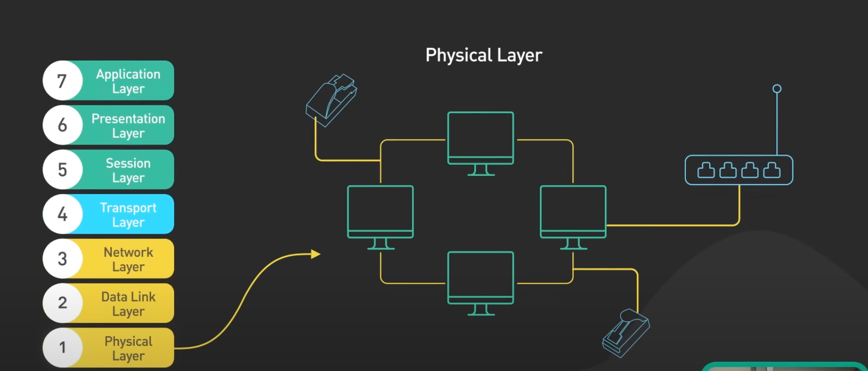 Physical Layer
7
Application
Layer
6
Presentation
Layer
5
Session
Layer
4
Transport
Layer
3
Network
Layer
2
Data Link
Layer
1
Physical
Layer